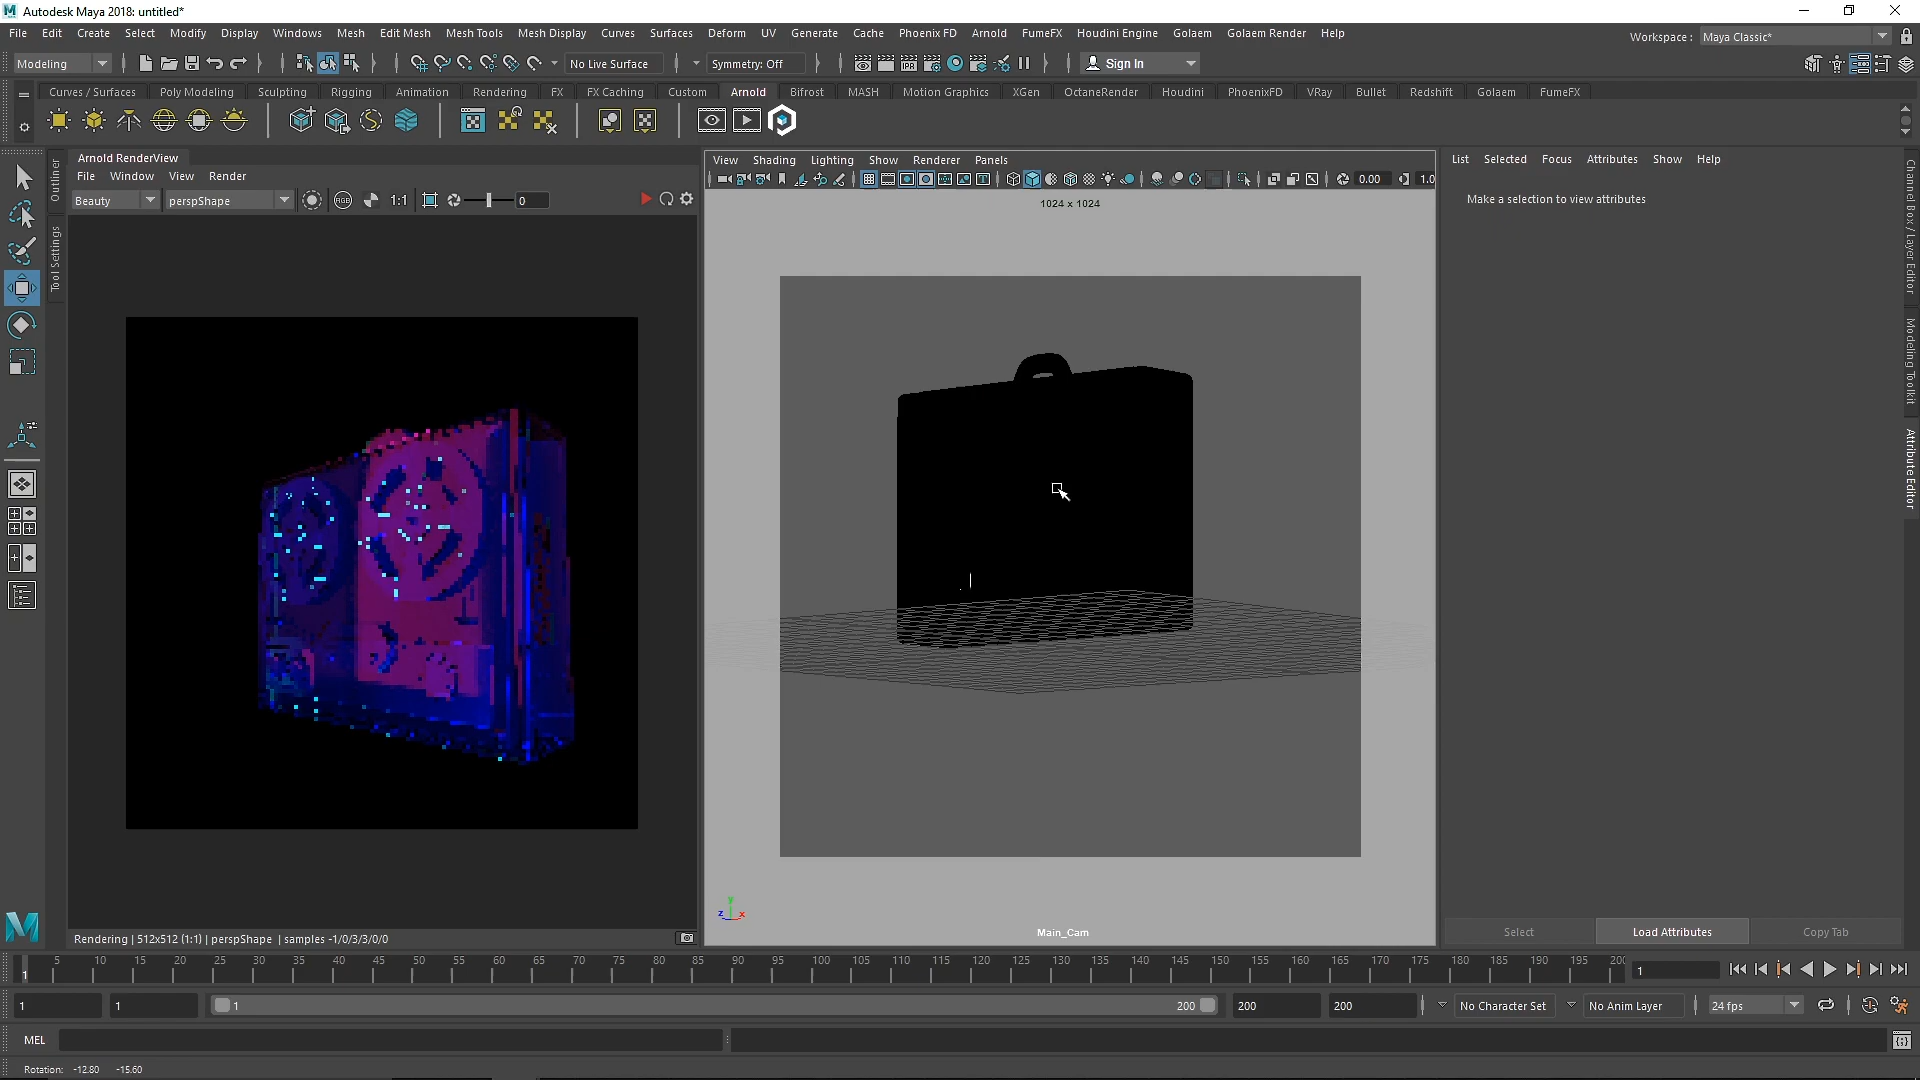 Autodesk Maya 2018: untitled*
File Edit Create Select Modify Display Windows Mesh Edit Mesh Mesh Tools Mesh Display Curves Surfaces Deform UV Generate Cache Phoenix FD Arnold FumeFX Houdini Engine Golaem Golaem Render Help
Workspace : Maya Classic*
Modeling No Live Surface Symmetry: Off Sign In
Curves / Surfaces Poly Modeling Sculpting Rigging Animation Rendering FX FX Caching Custom Arnold Bifrost MASH Motion Graphics XGen OctaneRender Houdini PhoenixFD VRay Bullet Redshift Golaem FumeFX
Outliner
Tool Settings
Arnold RenderView
File Window View Render
Beauty perspShape RGB 1:1 0
Rendering | 512x512 (1:1) | perspShape | samples -1/0/3/3/0/0
View Shading Lighting Show Renderer Panels
0.00 1.0
1024 x 1024
y
z x
Main_Cam
List Selected Focus Attributes Show Help
Make a selection to view attributes
Select Load Attributes Copy Tab
Channel Box / Layer Editor
Modeling Toolkit
Attribute Editor
5 10 15 20 25 30 35 40 45 50 55 60 65 70 75 80 85 90 95 100 105 110 115 120 125 130 135 140 145 150 155 160 165 170 175 180 185 190 195 200
1 1
1 1 1 200 200 200 No Character Set No Anim Layer 24 fps
MEL
Rotation: -12.80 -15.60